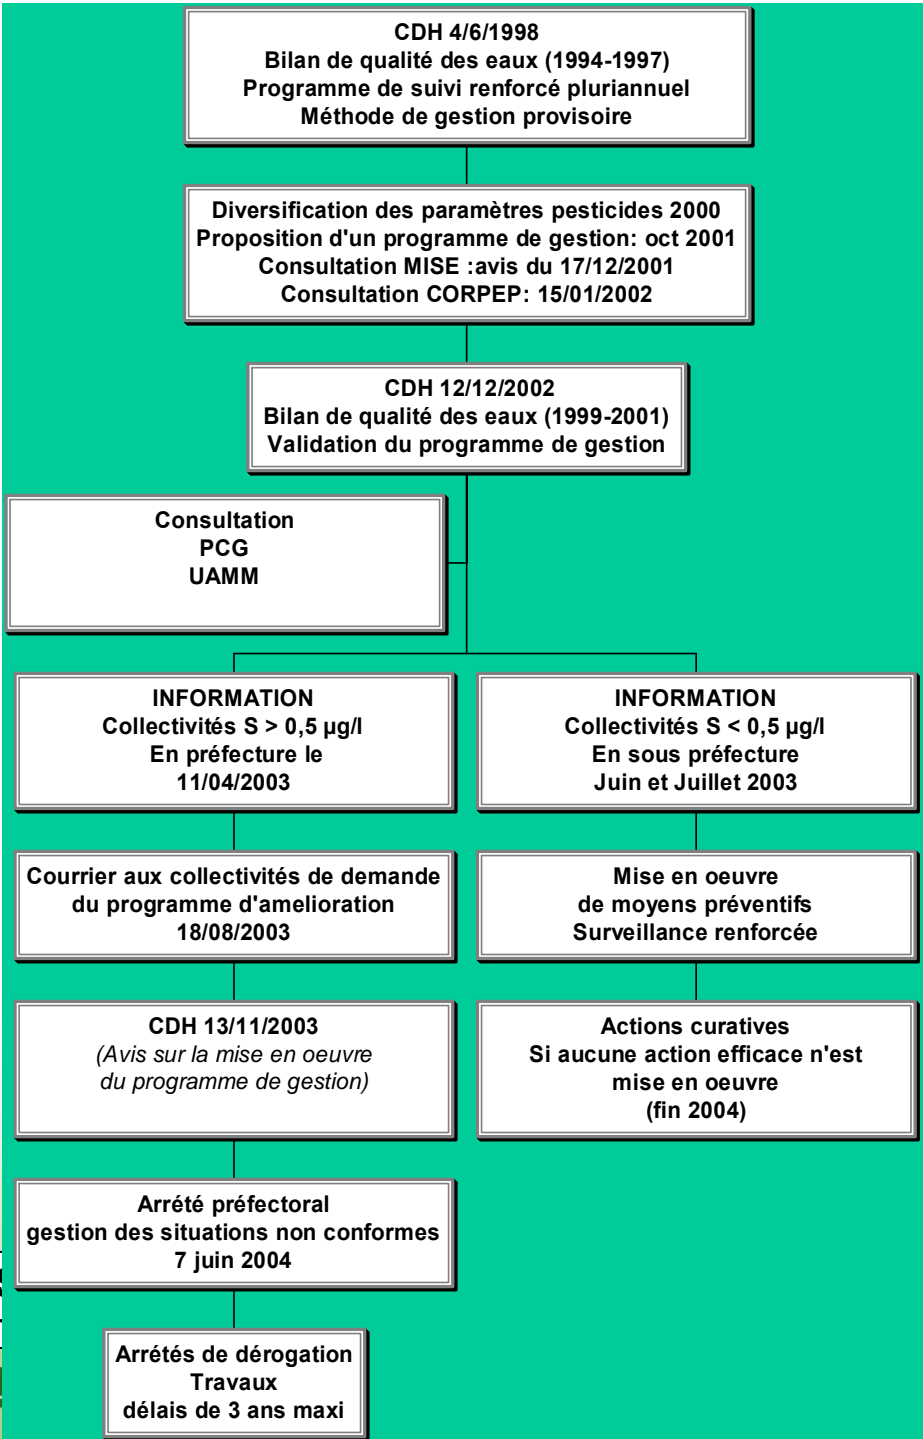 CDH 4/6/1998
Bilan de qualité des eaux (1994-1997)
Programme de suivi renforcé pluriannuel
Méthode de gestion provisoire
Diversification des paramètres pesticides 2000
Proposition d'un programme de gestion: oct 2001
Consultation MISE :avis du 17/12/2001
Consultation CORPEP: 15/01/2002
CDH 12/12/2002
Bilan de qualité des eaux (1999-2001)
Validation du programme de gestion
Consultation
PCG
UAMM
INFORMATION
Collectivités S > 0,5 µg/l
En préfecture le
11/04/2003
INFORMATION
Collectivités S < 0,5 µg/l
En sous préfecture
Juin et Juillet 2003
Courrier aux collectivités de demande
du programme d'amelioration
18/08/2003
Mise en oeuvre
de moyens préventifs
Surveillance renforcée
CDH 13/11/2003
(Avis sur la mise en oeuvre
du programme de gestion)
Actions curatives
Si aucune action efficace n'est
mise en oeuvre
(fin 2004)
Arrété préfectoral
gestion des situations non conformes
7 juin 2004
Arrétés de dérogation
Travaux
délais de 3 ans maxi